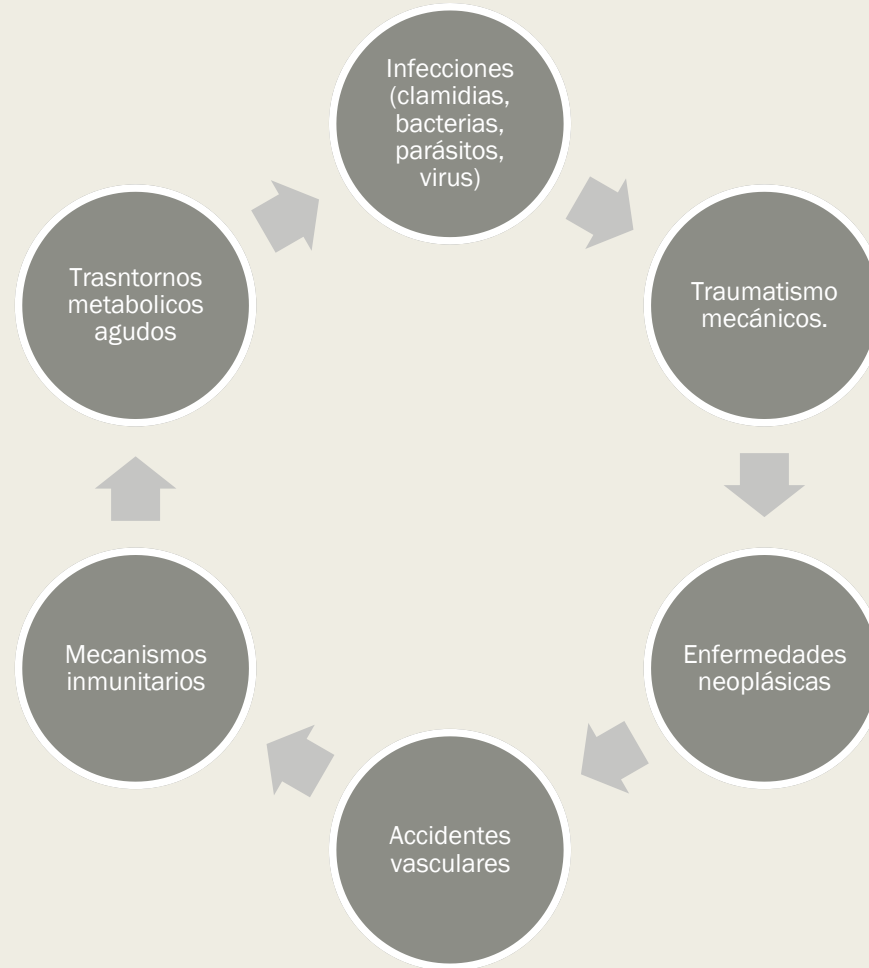 Infecciones
(clamidias,
bacterias,
parásitos,
virus)
Traumatismo
mecánicos.
Enfermedades
neoplásicas
Accidentes
vasculares
Mecanismos
inmunitarios
Trasntornos
metabolicos
agudos